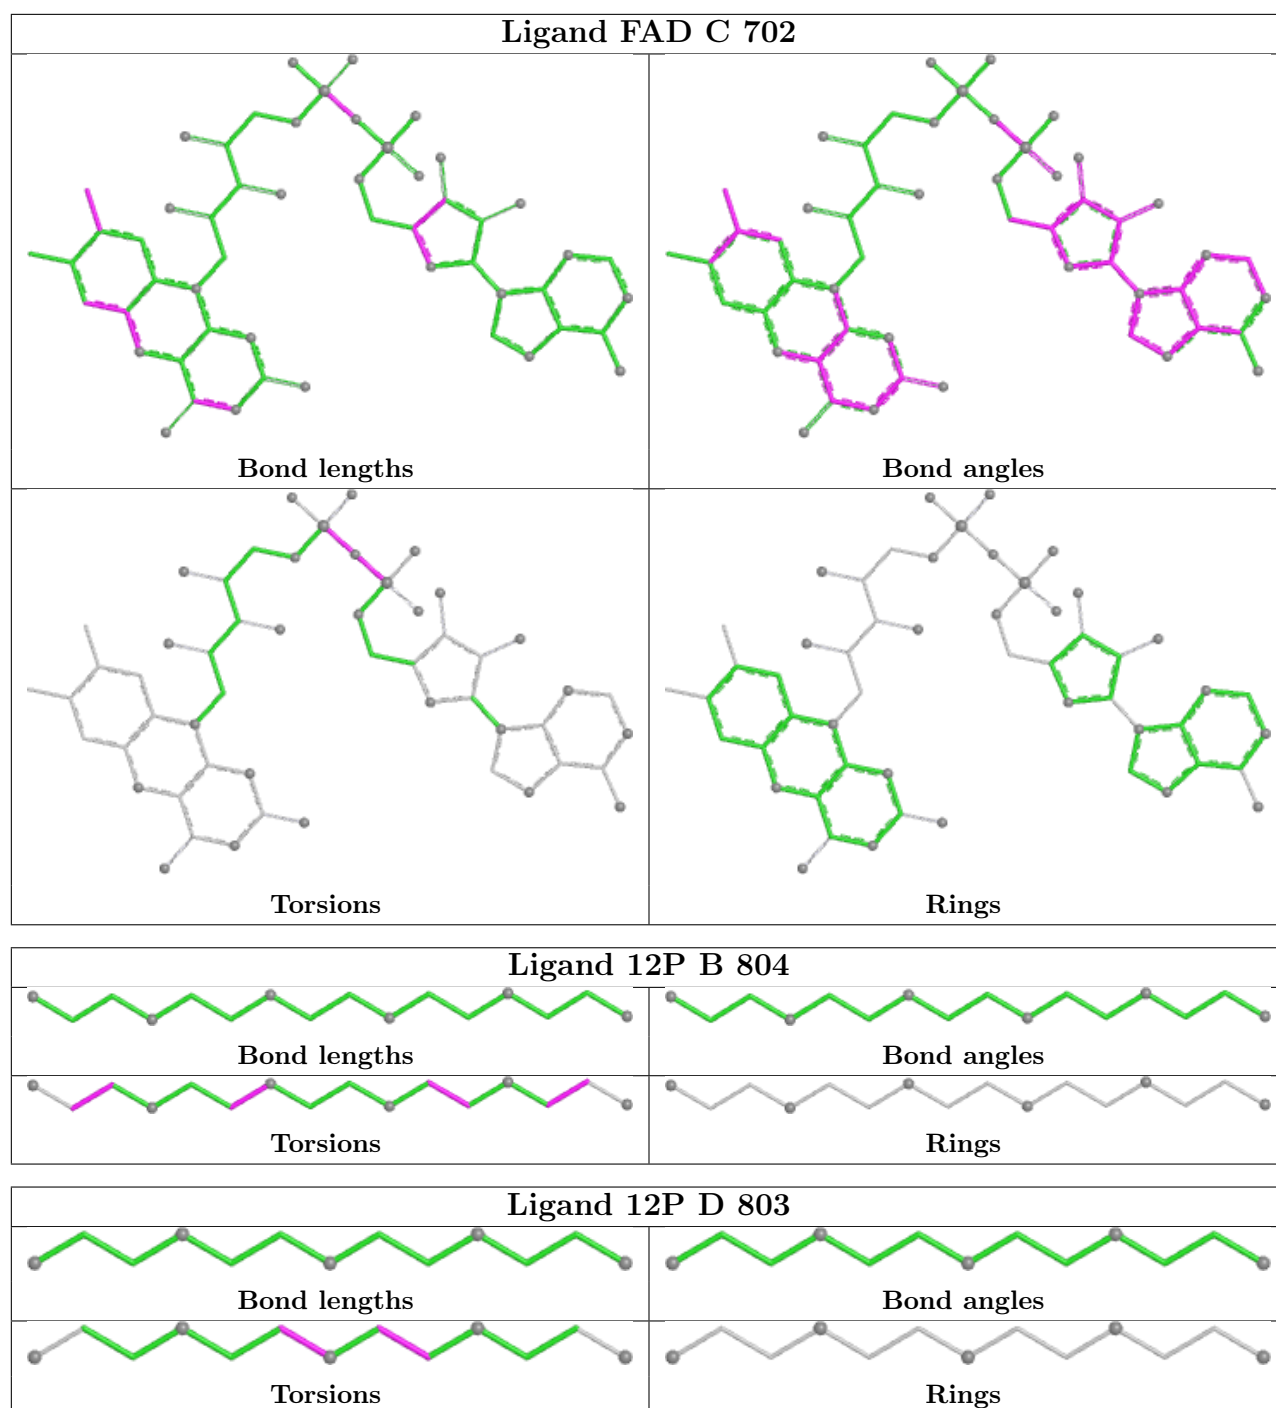 Ligand FAD C 702
Bond lengths
Bond angles
Torsions
Rings
Ligand 12P B 804
Bond lengths
Bond angles
Torsions
Rings
Ligand 12P D 803
Bond lengths
Bond angles
Torsions
Rings